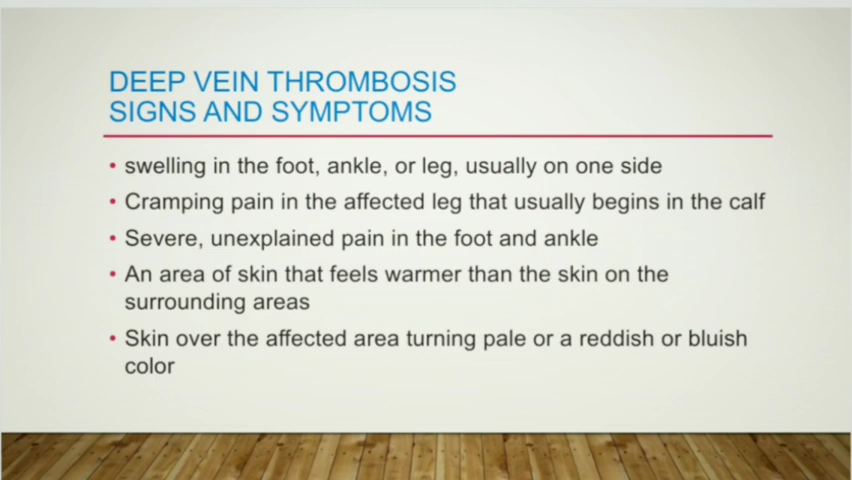 DEEP VEIN THROMBOSIS
SIGNS AND SYMPTOMS
• swelling in the foot, ankle, or leg, usually on one side
• Cramping pain in the affected leg that usually begins in the calf
• Severe, unexplained pain in the foot and ankle
• An area of skin that feels warmer than the skin on the
surrounding areas
• Skin over the affected area turning pale or a reddish or bluish
color